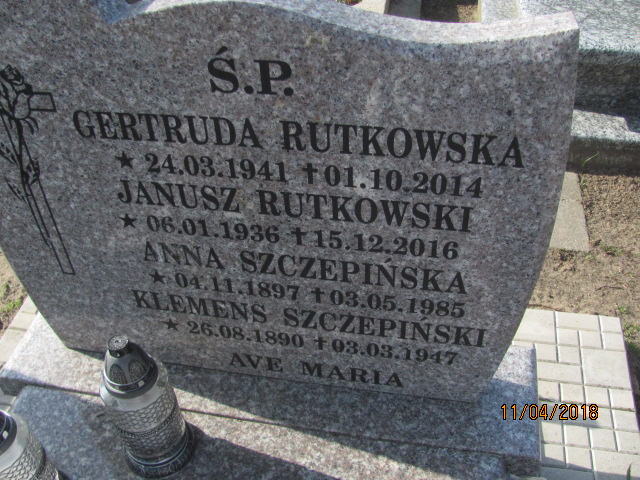 Ś.P.
GERTRUDA RUTKOWSKA
★ 24.03.1941 ✝ 01.10.2014
JANUSZ RUTKOWSKI
★ 06.01.1936 ✝ 15.12.2016
ANNA SZCZEPIŃSKA
★ 04.11.1897 ✝ 03.05.1985
KLEMENS SZCZEPIŃSKI
★ 26.08.1890 ✝ 03.03.1947
AVE MARIA
11/04/2018